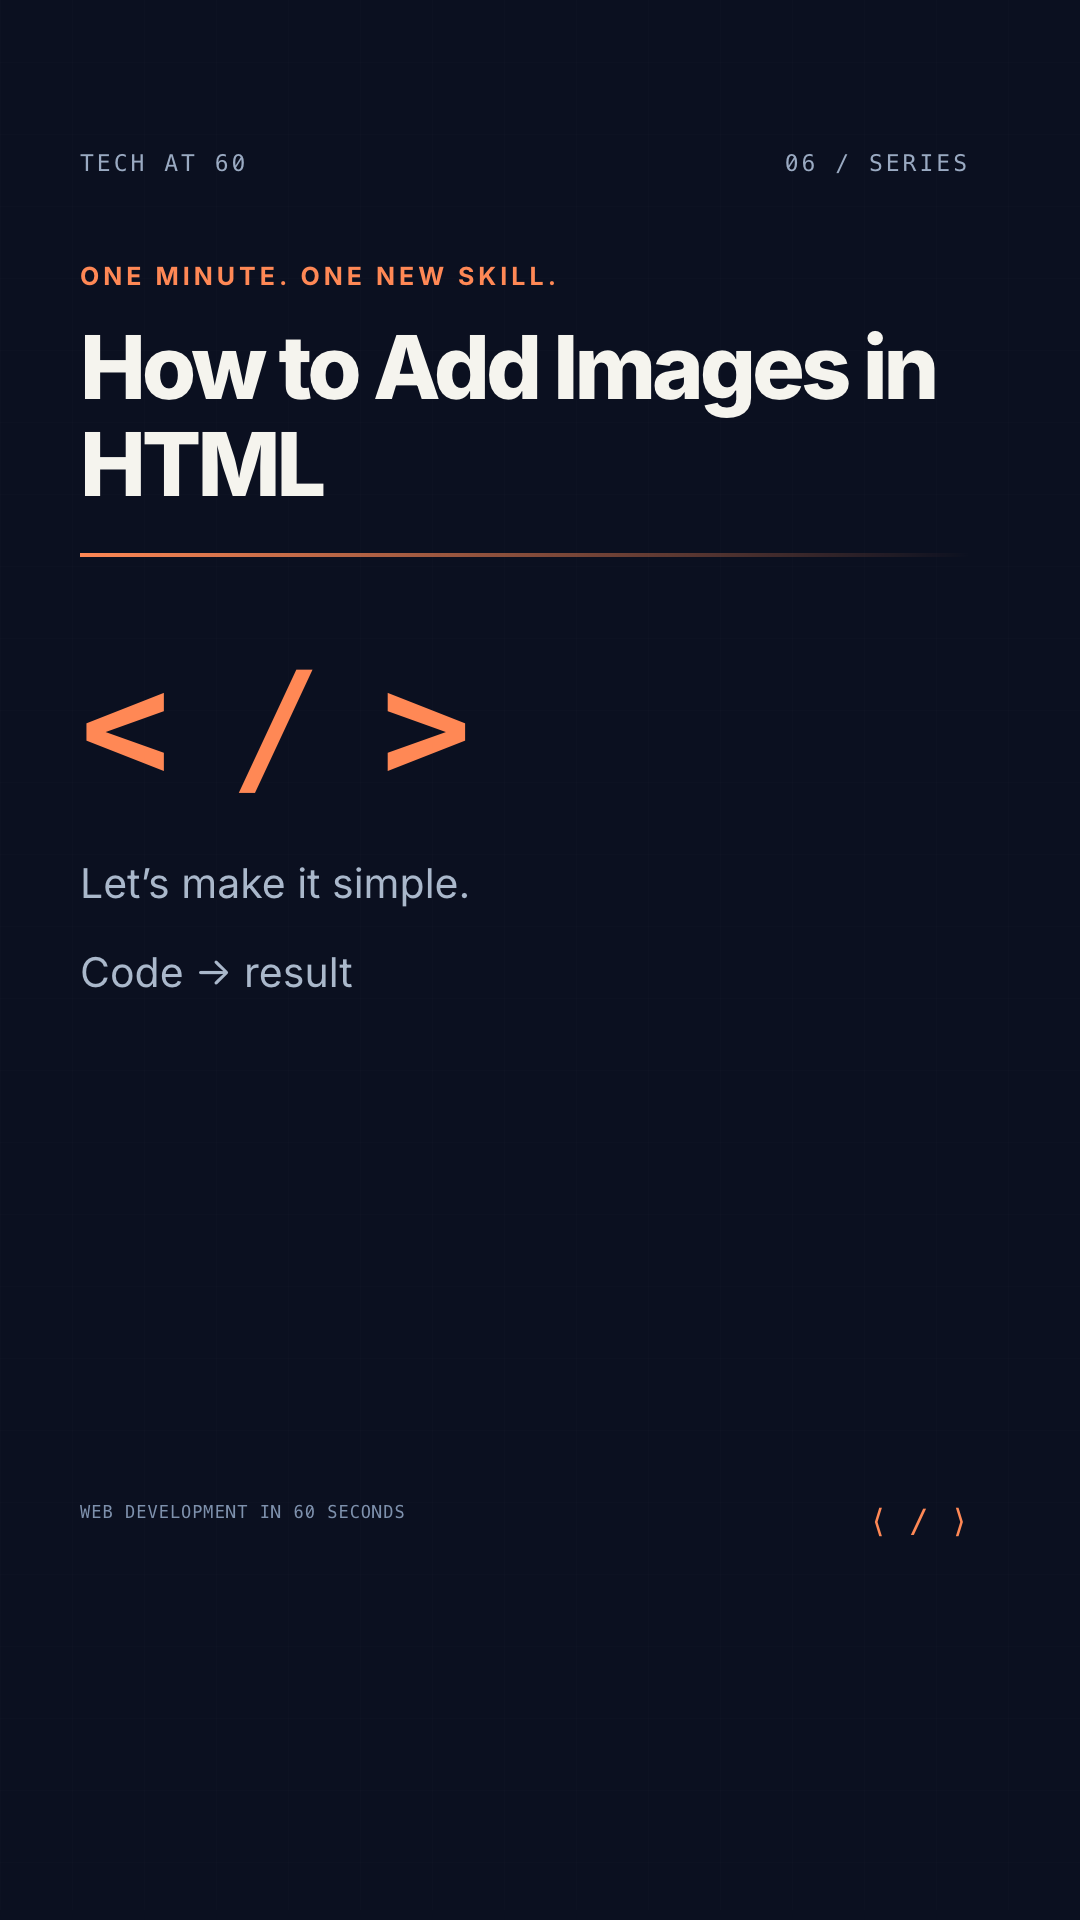 TECH AT 60
06 / SERIES
ONE MINUTE. ONE NEW SKILL.
How to Add Images in
HTML
< / >
Let’s make it simple.
Code → result
WEB DEVELOPMENT IN 60 SECONDS
⟨ / ⟩